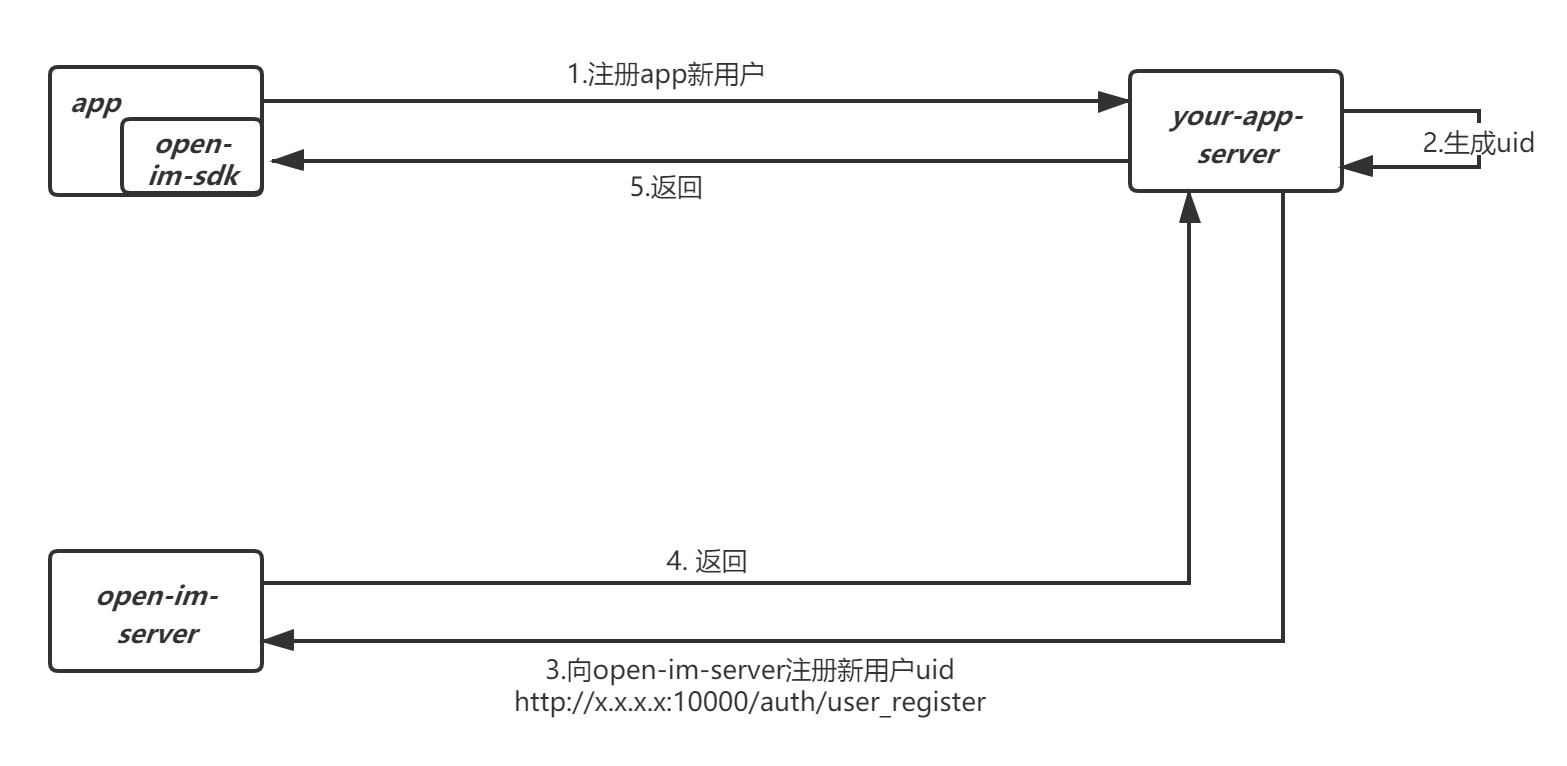 1.注册app新用户
app
open-
im-sdk
your-app-
server
2.生成uid
5.返回
4. 返回
open-im-
server
3.向open-im-server注册新用户uid
http://x.x.x.x:10000/auth/user_register